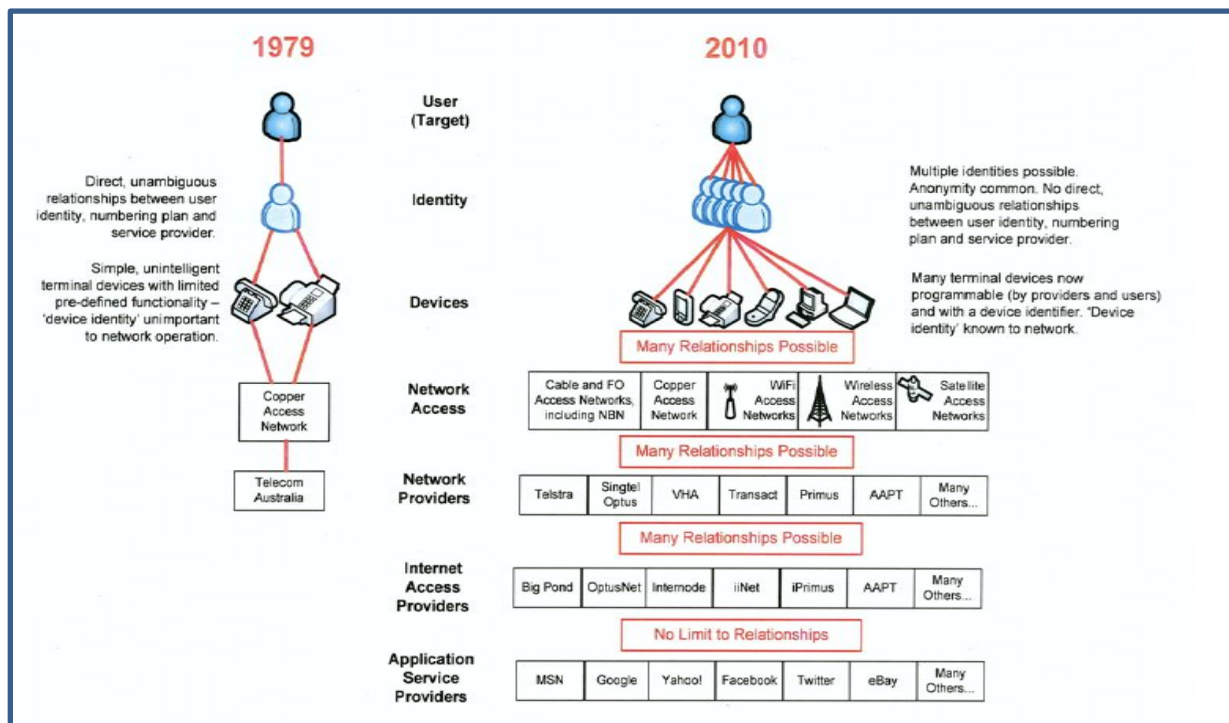 1979
2010
User
(Target)
Direct, unambiguous
relationships between user
identity, numbering plan and
service provider.
Identity
Multiple identities possible.
Anonymity common. No direct,
unambiguous relationships
between user identity, numbering
plan and service provider.
Simple, unintelligent
terminal devices with limited
pre-defined functionality –
'device identity' unimportant
to network operation.
Devices
Many terminal devices now
programmable (by providers and users)
and with a device identifier. 'Device
identity' known to network.
Many Relationships Possible
Copper
Access
Network
Network
Access
Cable and FO
Access Networks,
including NBN
Copper
Access
Network
WiFi
Access
Networks
Wireless
Access
Networks
Satellite
Access
Networks
Many Relationships Possible
Telecom
Australia
Network
Providers
Telstra
Singtel
Optus
VHA
Transact
Primus
AAPT
Many
Others...
Many Relationships Possible
Internet
Access
Providers
Big Pond
OptusNet
Internode
iiNet
iPrimus
AAPT
Many
Others...
No Limit to Relationships
Application
Service
Providers
MSN
Google
Yahoo!
Facebook
Twitter
eBay
Many
Others...